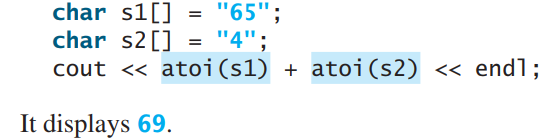 char s1[] = "65";
char s2[] = "4";
cout << atoi(s1) + atoi(s2) << endl;
It displays 69.